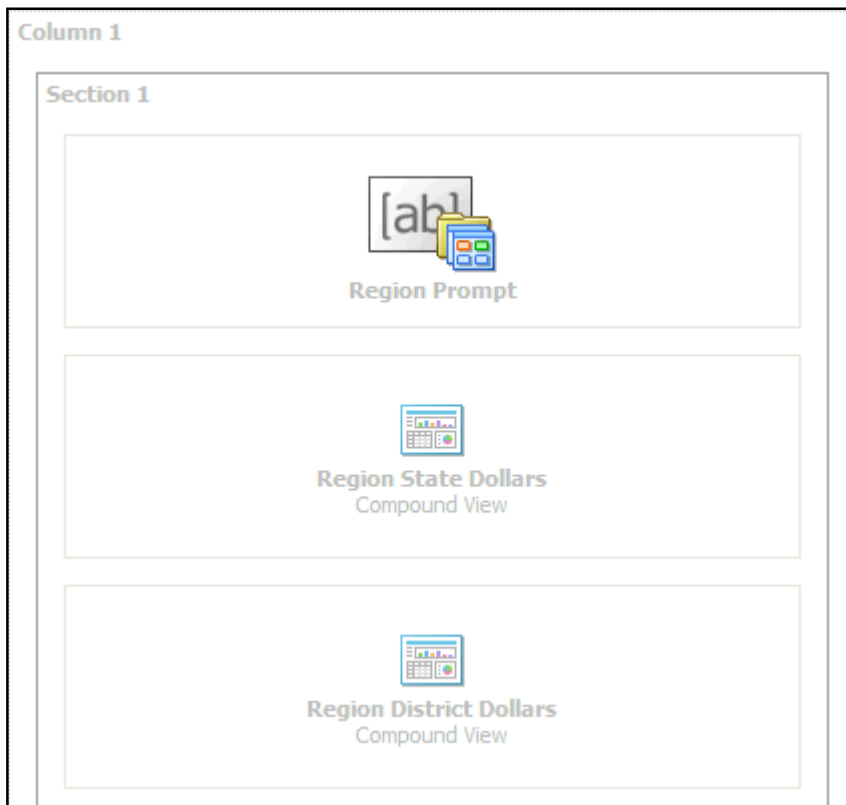 Column 1
Section 1
[ab]
Region Prompt
Region State Dollars
Compound View
Region District Dollars
Compound View